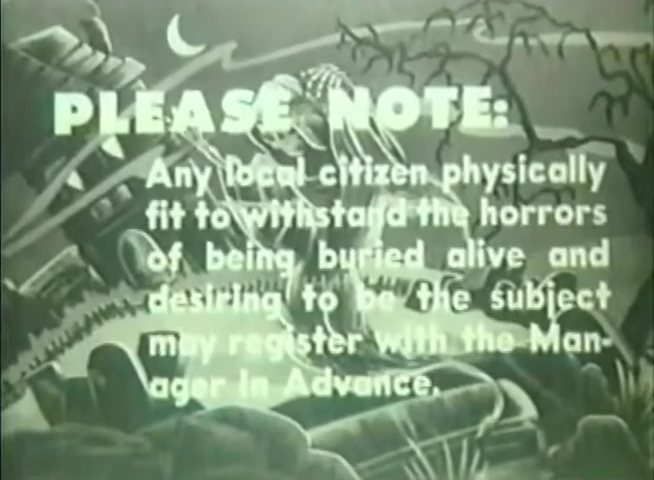 PLEASE NOTE:
Any local citizen physically
fit to withstand the horrors
of being buried alive and
desiring to be the subject
may register with the Man-
ager in Advance.